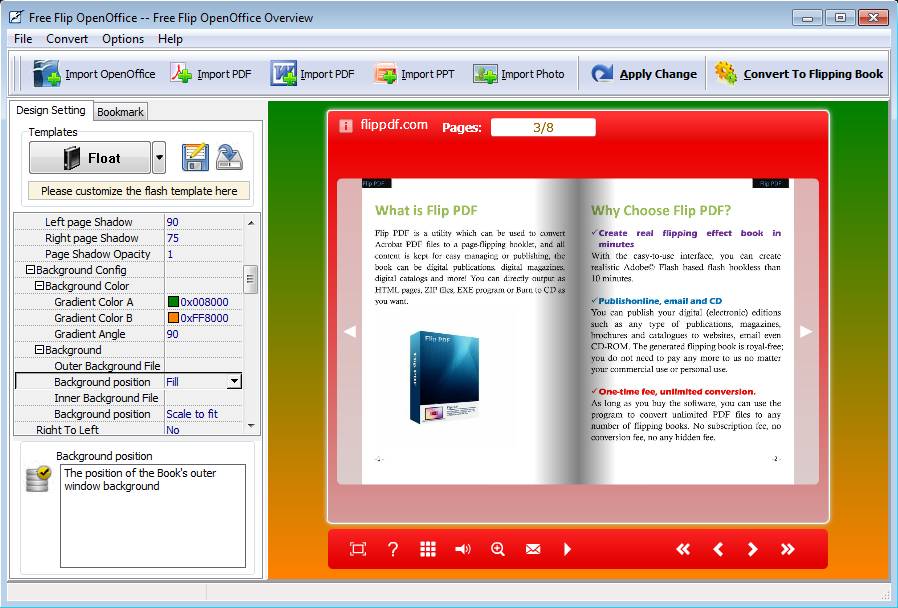 Free Flip OpenOffice -- Free Flip OpenOffice Overview
File Convert Options Help
Import OpenOffice Import PDF Import PDF Import PPT Import Photo Apply Change Convert To Flipping Book
Design Setting Bookmark
Templates
Float
Please customize the flash template here
Left page Shadow 90
Right page Shadow 75
Page Shadow Opacity 1
Background Config
Background Color
Gradient Color A 0x008000
Gradient Color B 0xFF8000
Gradient Angle 90
Background
Outer Background File
Background position Fill
Inner Background File
Background position Scale to fit
Right To Left No
Background position
The position of the Book's outer
window background
flippdf.com Pages: 3/8
Flip PDF
What is Flip PDF
Flip PDF is a utility which can be used to convert
Acrobat PDF files to a page-flipping booklet, and all
content is kept for easy managing or publishing, the
book can be digital publications, digital magazines,
digital catalogs and more! You can directly output as
HTML pages, ZIP files, EXE program or Burn to CD as
you want.
Flip PDF
Flip PDF
-1-
Flip PDF
Why Choose Flip PDF?
✓Create real flipping effect book in
minutes
With the easy-to-use interface, you can create
realistic Adobe© Flash based flash bookless than
10 minutes.
✓Publishonline, email and CD
You can publish your digital (electronic) editions
such as any type of publications, magazines,
brochures and catalogues to websites, email even
CD-ROM. The generated flipping book is royal-free;
you do not need to pay any more to us no matter
your commercial use or personal use.
✓One-time fee, unlimited conversion.
As long as you buy the software, you can use the
program to convert unlimited PDF files to any
number of flipping books. No subscription fee, no
conversion fee, no any hidden fee.
-2-